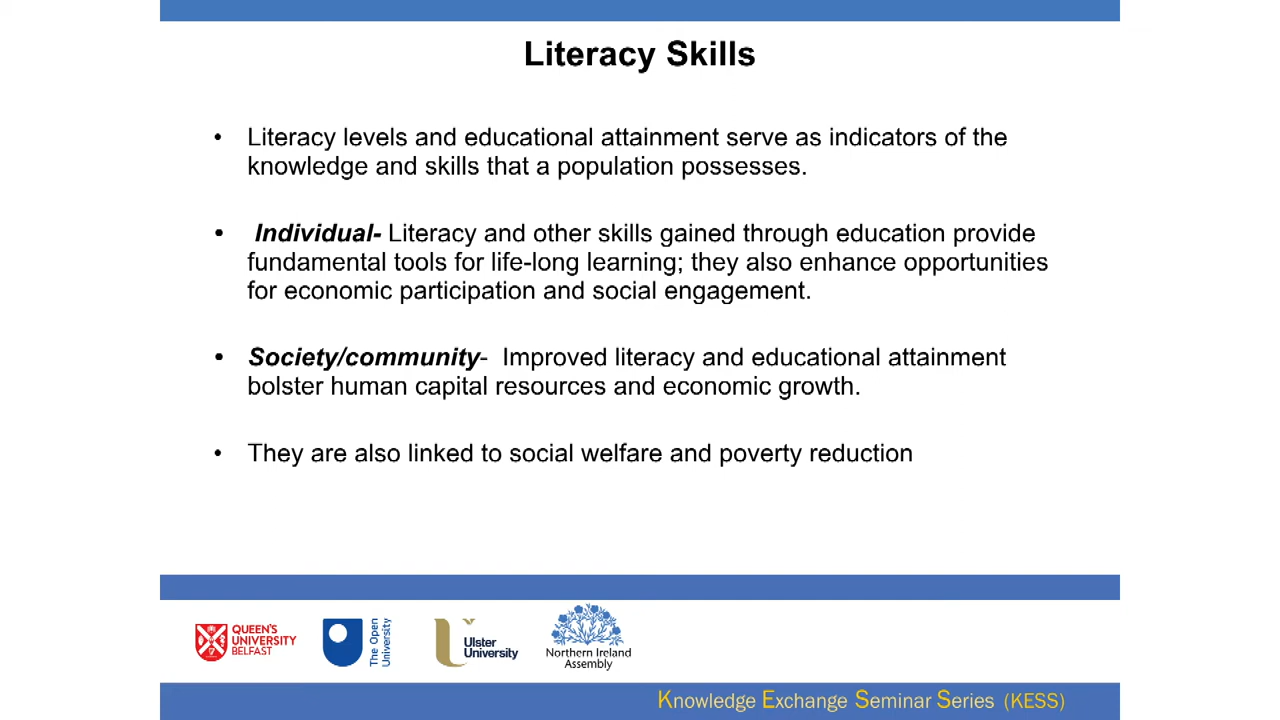 Literacy Skills
• Literacy levels and educational attainment serve as indicators of the
knowledge and skills that a population possesses.
• Individual- Literacy and other skills gained through education provide
fundamental tools for life-long learning; they also enhance opportunities
for economic participation and social engagement.
• Society/community- Improved literacy and educational attainment
bolster human capital resources and economic growth.
• They are also linked to social welfare and poverty reduction
QUEEN'S
UNIVERSITY
BELFAST
The Open
University
Ulster
University
Northern Ireland
Assembly
Knowledge Exchange Seminar Series (KESS)